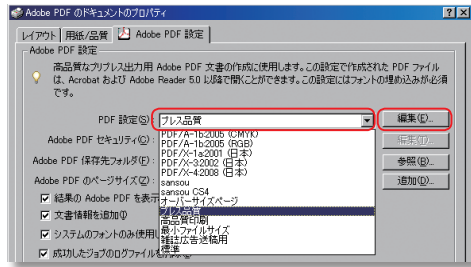 Adobe PDF のドキュメントのプロパティ
レイアウト 用紙/品質 Adobe PDF 設定
Adobe PDF 設定
高品質なプリプレス出力用 Adobe PDF 文書の作成に使用します。この設定で作成された PDF ファイル
は、Acrobat および Adobe Reader 5.0 以降で開くことができます。この設定にはフォントの埋め込みが必須
です。
PDF 設定(S): プレス品質 編集(E)...
PDF/A-1b:2005 (CMYK)
Adobe PDF セキュリティ(C): PDF/A-1b:2005 (RGB) 編集(T)...
PDF/X-1a:2001 (日本)
Adobe PDF 保存先フォルダ(F): PDF/X-3:2002 (日本) 参照(B)...
PDF/X-4:2008 (日本)
Adobe PDF のページサイズ(Z): sansou 追加(D)...
sansou CS4
結果の Adobe PDF を表示 オーバーサイズページ
文書情報を追加(I) プレス品質
高品質印刷
システムのフォントのみ使用し 最小ファイルサイズ
雑誌広告送稿用
成功したジョブのログファイルを 標準